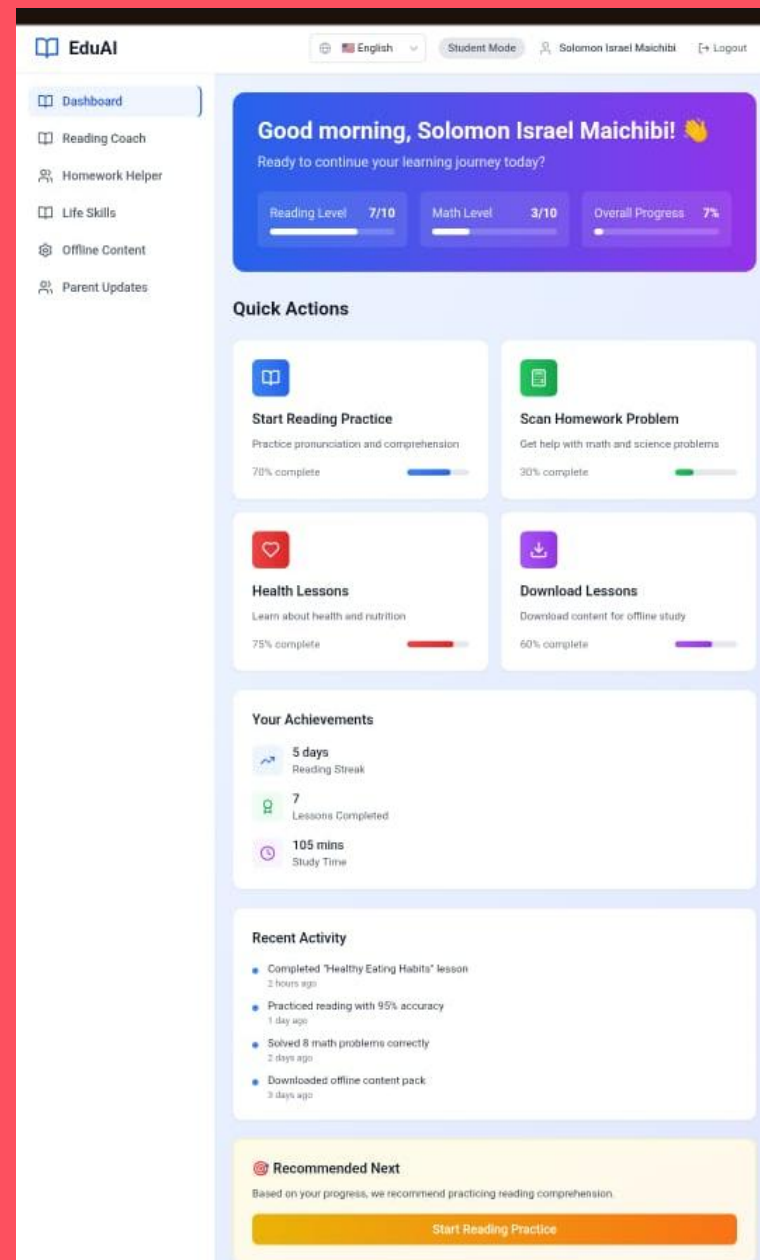 EduAI
English
Student Mode
Solomon Israel Maichibi
Logout
Dashboard
Reading Coach
Homework Helper
Life Skills
Offline Content
Parent Updates
Good morning, Solomon Israel Maichibi! 👋
Ready to continue your learning journey today?
Reading Level 7/10
Math Level 3/10
Overall Progress 7%
Quick Actions
Start Reading Practice
Practice pronunciation and comprehension
70% complete
Scan Homework Problem
Get help with math and science problems
30% complete
Health Lessons
Learn about health and nutrition
75% complete
Download Lessons
Download content for offline study
60% complete
Your Achievements
5 days
Reading Streak
7
Lessons Completed
105 mins
Study Time
Recent Activity
Completed "Healthy Eating Habits" lesson
2 hours ago
Practiced reading with 95% accuracy
1 day ago
Solved 8 math problems correctly
2 days ago
Downloaded offline content pack
3 days ago
🎯 Recommended Next
Based on your progress, we recommend practicing reading comprehension.
Start Reading Practice